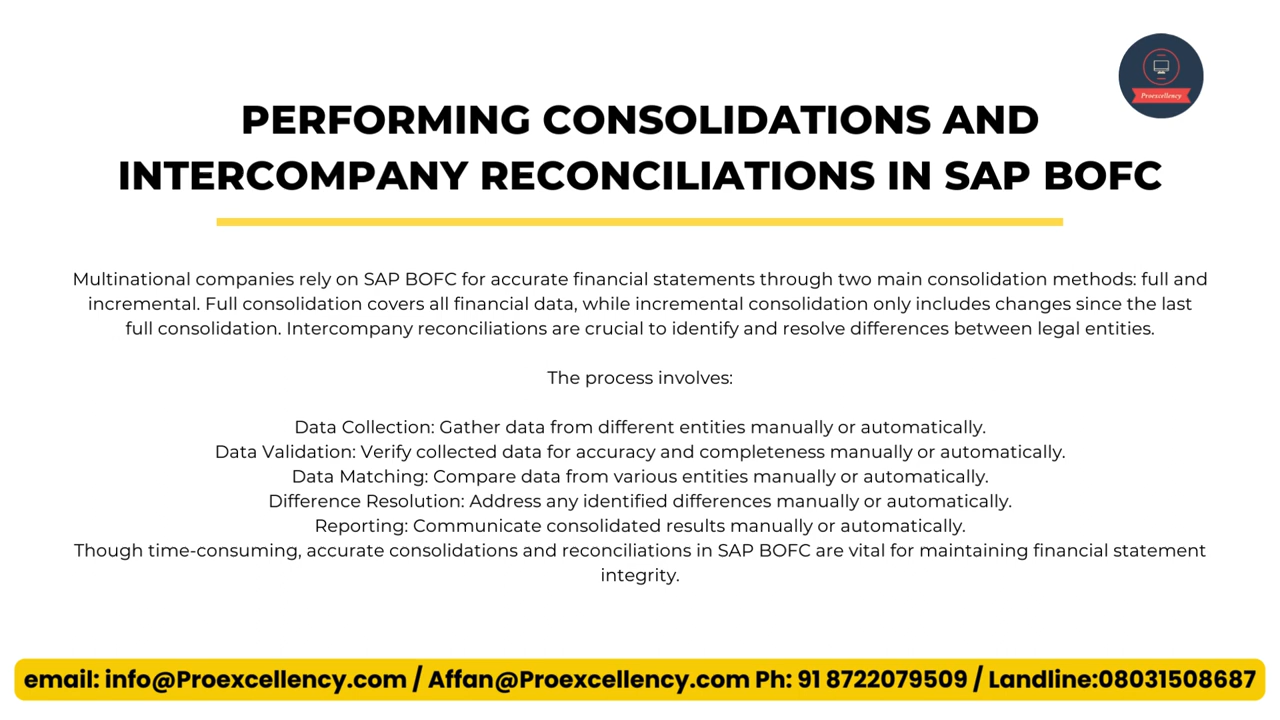 Proexcellency
PERFORMING CONSOLIDATIONS AND
INTERCOMPANY RECONCILIATIONS IN SAP BOFC
Multinational companies rely on SAP BOFC for accurate financial statements through two main consolidation methods: full and
incremental. Full consolidation covers all financial data, while incremental consolidation only includes changes since the last
full consolidation. Intercompany reconciliations are crucial to identify and resolve differences between legal entities.
The process involves:
Data Collection: Gather data from different entities manually or automatically.
Data Validation: Verify collected data for accuracy and completeness manually or automatically.
Data Matching: Compare data from various entities manually or automatically.
Difference Resolution: Address any identified differences manually or automatically.
Reporting: Communicate consolidated results manually or automatically.
Though time-consuming, accurate consolidations and reconciliations in SAP BOFC are vital for maintaining financial statement
integrity.
email: info@Proexcellency.com / Affan@Proexcellency.com Ph: 91 8722079509 / Landline:08031508687